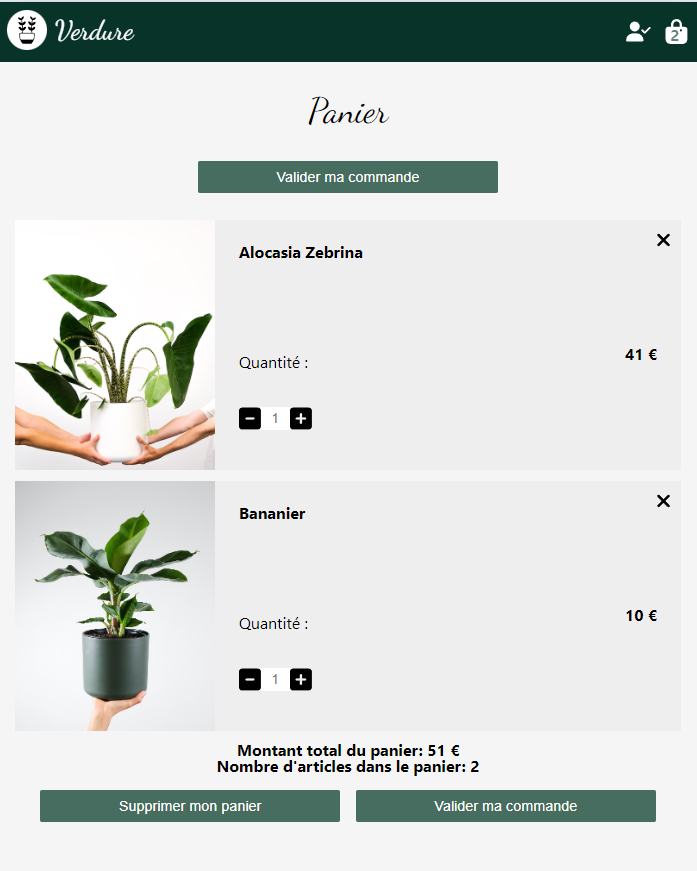 Verdure
2
Panier
Valider ma commande
Alocasia Zebrina
41 €
Quantité :
1
Bananier
10 €
Quantité :
1
Montant total du panier: 51 €
Nombre d'articles dans le panier: 2
Supprimer mon panier
Valider ma commande